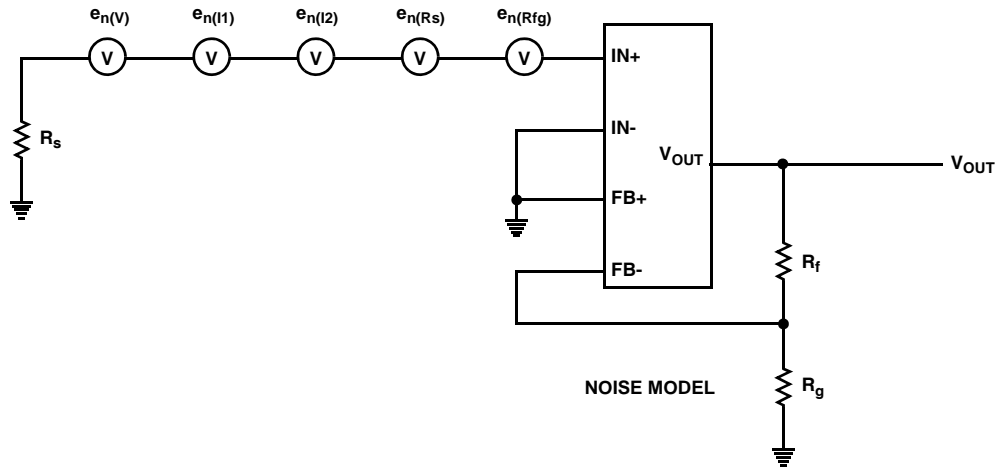 en(V) en(I1) en(I2) en(Rs) en(Rfg)
V V V V V
IN+
Rs
IN-
VOUT
VOUT
FB+
Rf
FB-
NOISE MODEL
Rg